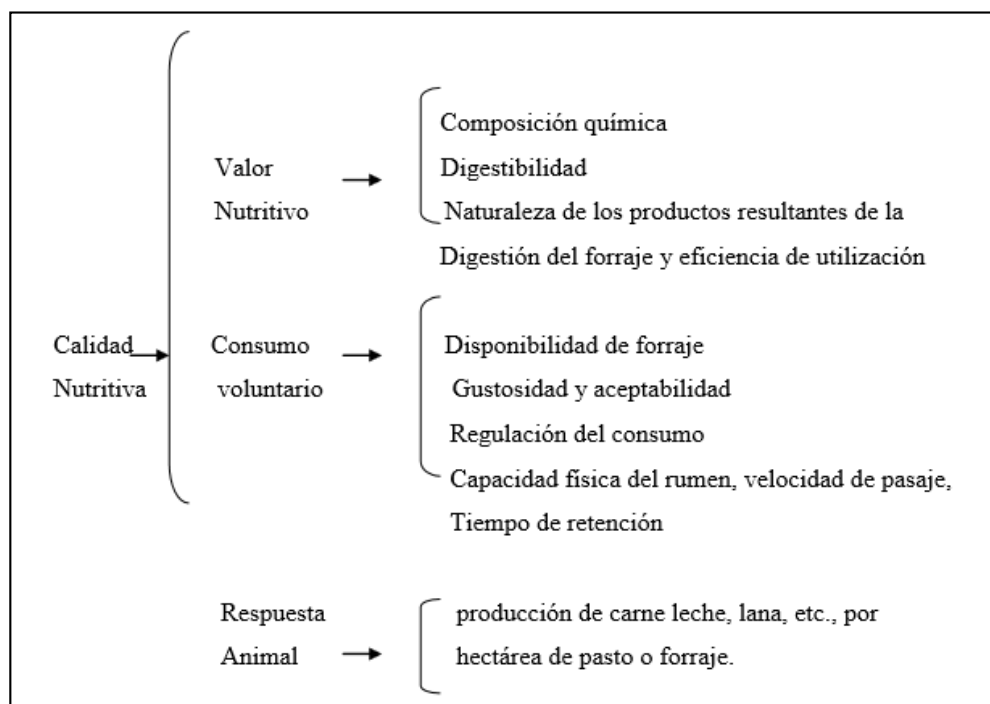 Composición química
Valor
Digestibilidad
Nutritivo
Naturaleza de los productos resultantes de la
Digestión del forraje y eficiencia de utilización
Calidad
Nutritiva
Consumo
voluntario
Disponibilidad de forraje
Gustosidad y aceptabilidad
Regulación del consumo
Capacidad física del rumen, velocidad de pasaje,
Tiempo de retención
Respuesta
Animal
producción de carne leche, lana, etc., por
hectárea de pasto o forraje.